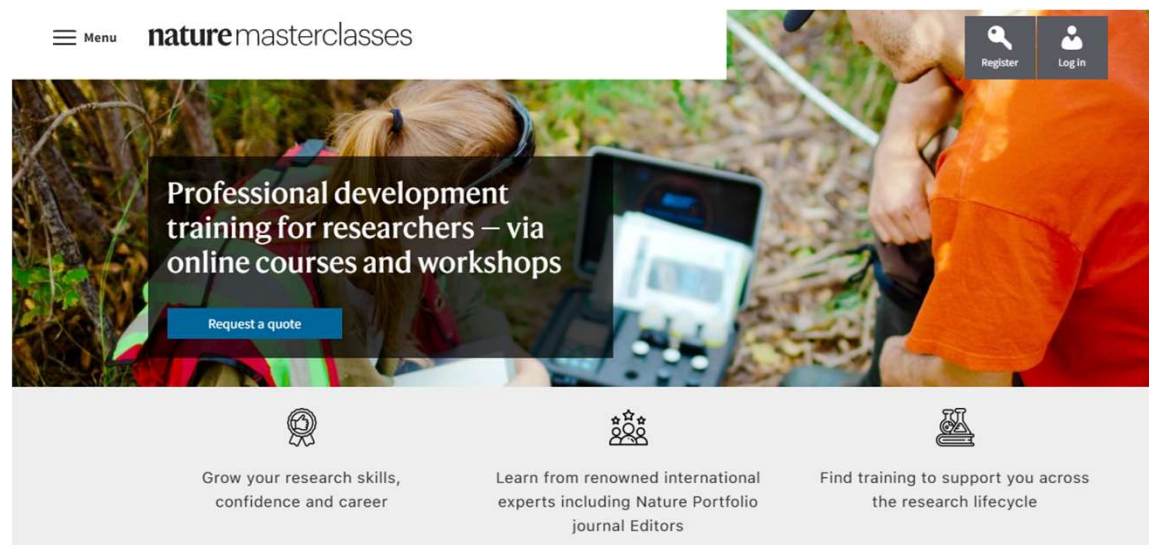 Menu
naturemasterclasses
Register
Log in
Professional development
training for researchers – via
online courses and workshops
Request a quote
Grow your research skills,
confidence and career
Learn from renowned international
experts including Nature Portfolio
journal Editors
Find training to support you across
the research lifecycle